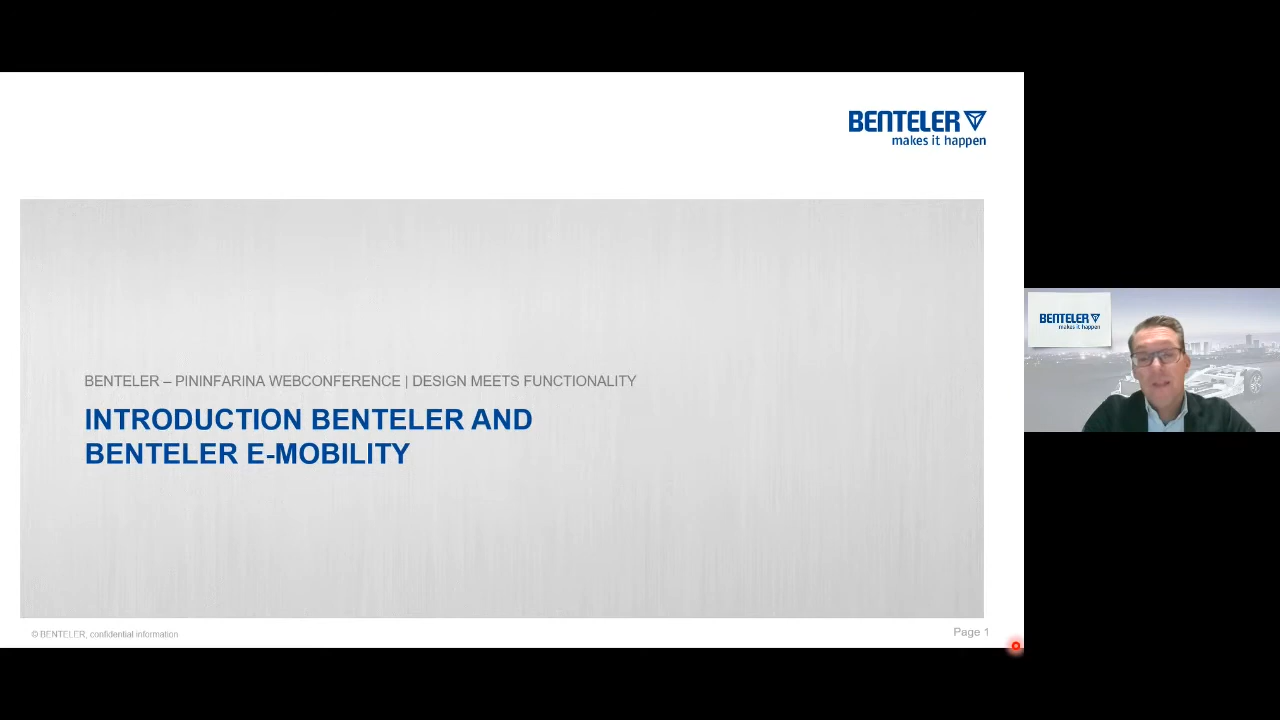 BENTELER
makes it happen
BENTELER – PININFARINA WEBCONFERENCE | DESIGN MEETS FUNCTIONALITY
INTRODUCTION BENTELER AND
BENTELER E-MOBILITY
© BENTELER, confidential information
Page 1
BENTELER
makes it happen